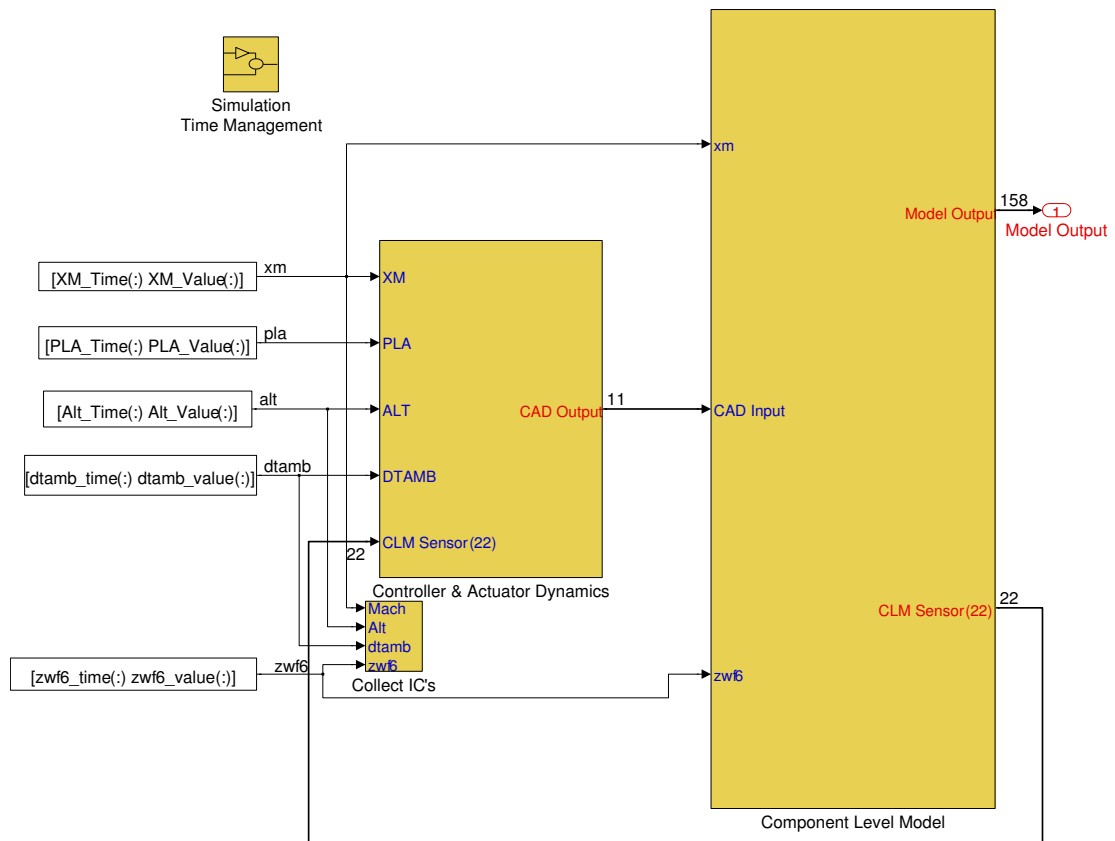 Simulation
Time Management
xm
158
Model Output
1
Model Output
[XM_Time(:) XM_Value(:)]
xm
XM
[PLA_Time(:) PLA_Value(:)]
pla
PLA
[Alt_Time(:) Alt_Value(:)]
alt
ALT
CAD Output
11
CAD Input
[dtamb_time(:) dtamb_value(:)]
dtamb
DTAMB
22
CLM Sensor(22)
Controller & Actuator Dynamics
Mach
Alt
dtamb
zwf6
Collect IC's
22
CLM Sensor(22)
[zwf6_time(:) zwf6_value(:)]
zwf6
zwf6
Component Level Model